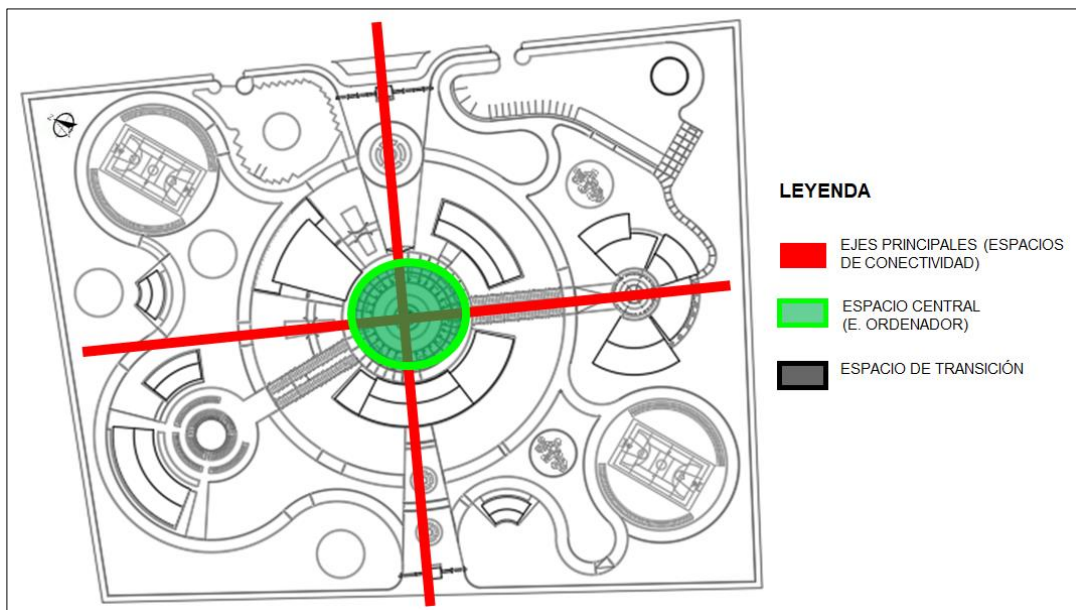 LEYENDA
EJES PRINCIPALES (ESPACIOS
DE CONECTIVIDAD)
ESPACIO CENTRAL
(E. ORDENADOR)
ESPACIO DE TRANSICIÓN